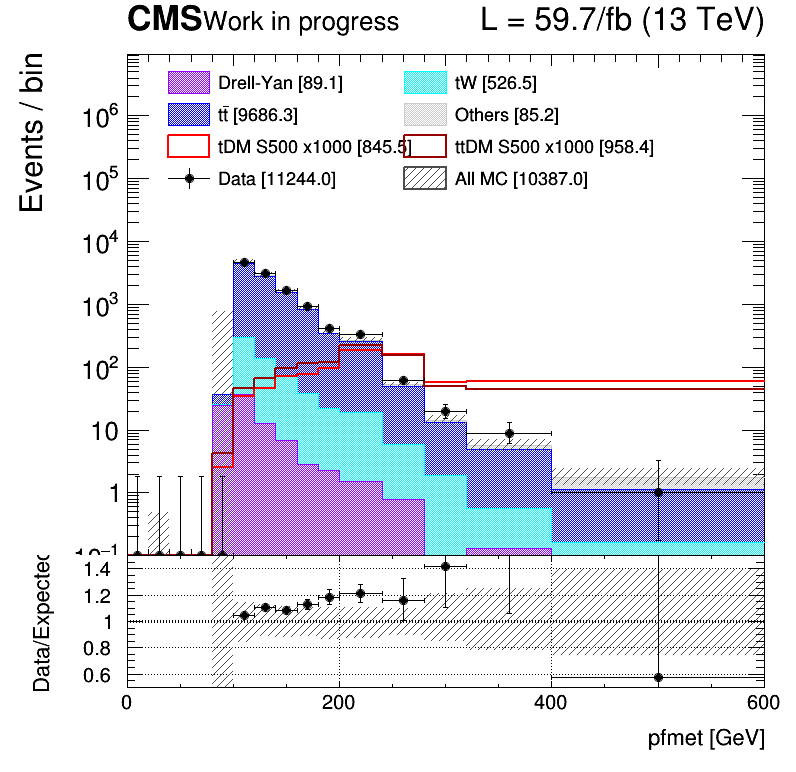 CMS Work in progress L = 59.7/fb (13 TeV)
Events / bin
Drell-Yan [89.1] tW [526.5]
tt̄ [9686.3] Others [85.2]
tDM S500 x1000 [845.5] ttDM S500 x1000 [958.4]
Data [11244.0] All MC [10387.0]
10⁶
10⁵
10⁴
10³
10²
10
1
10⁻¹
Data/Expected
1.4
1.2
1
0.8
0.6
0 200 400 600
pfmet [GeV]